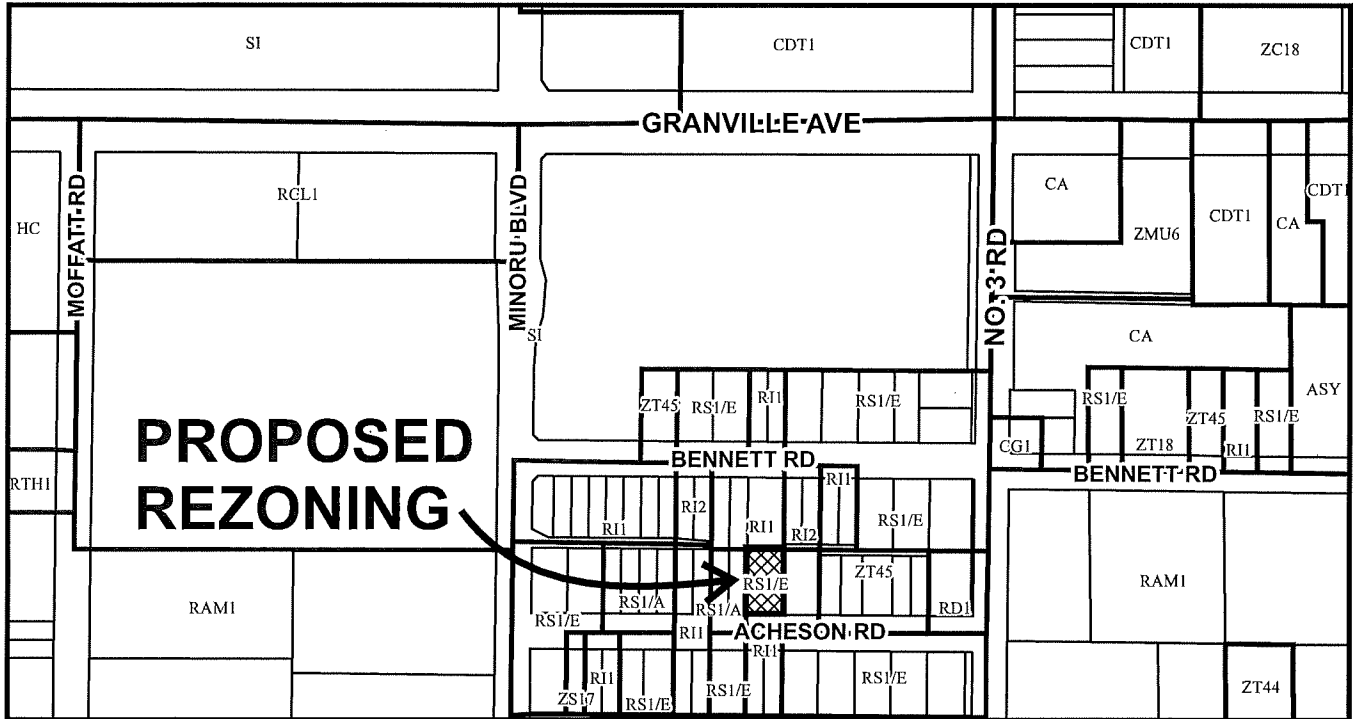 SI
CDT1
CDT1
ZC18
GRANVILLE AVE
HC
MOFFATT RD
RCL1
MINORU BLVD
SI
NO. 3 RD
CA
ZMU6
CDT1
CA
CDT1
CA
ZT45
RS1/E
RI1
RS1/E
RS1/E
ZT18
ZT45
RI1
RS1/E
ASY
CG1
BENNETT RD
BENNETT RD
PROPOSED
REZONING
RTH1
RI1
RI2
RI1
RI2
RI1
RS1/E
RAM1
RS1/E
RS1/A
RS1/A
RS1/E
ZT45
RD1
RAM1
RI1
ACHESON RD
ZS17
RI1
RS1/E
RS1/E
RI1
RS1/E
ZT44